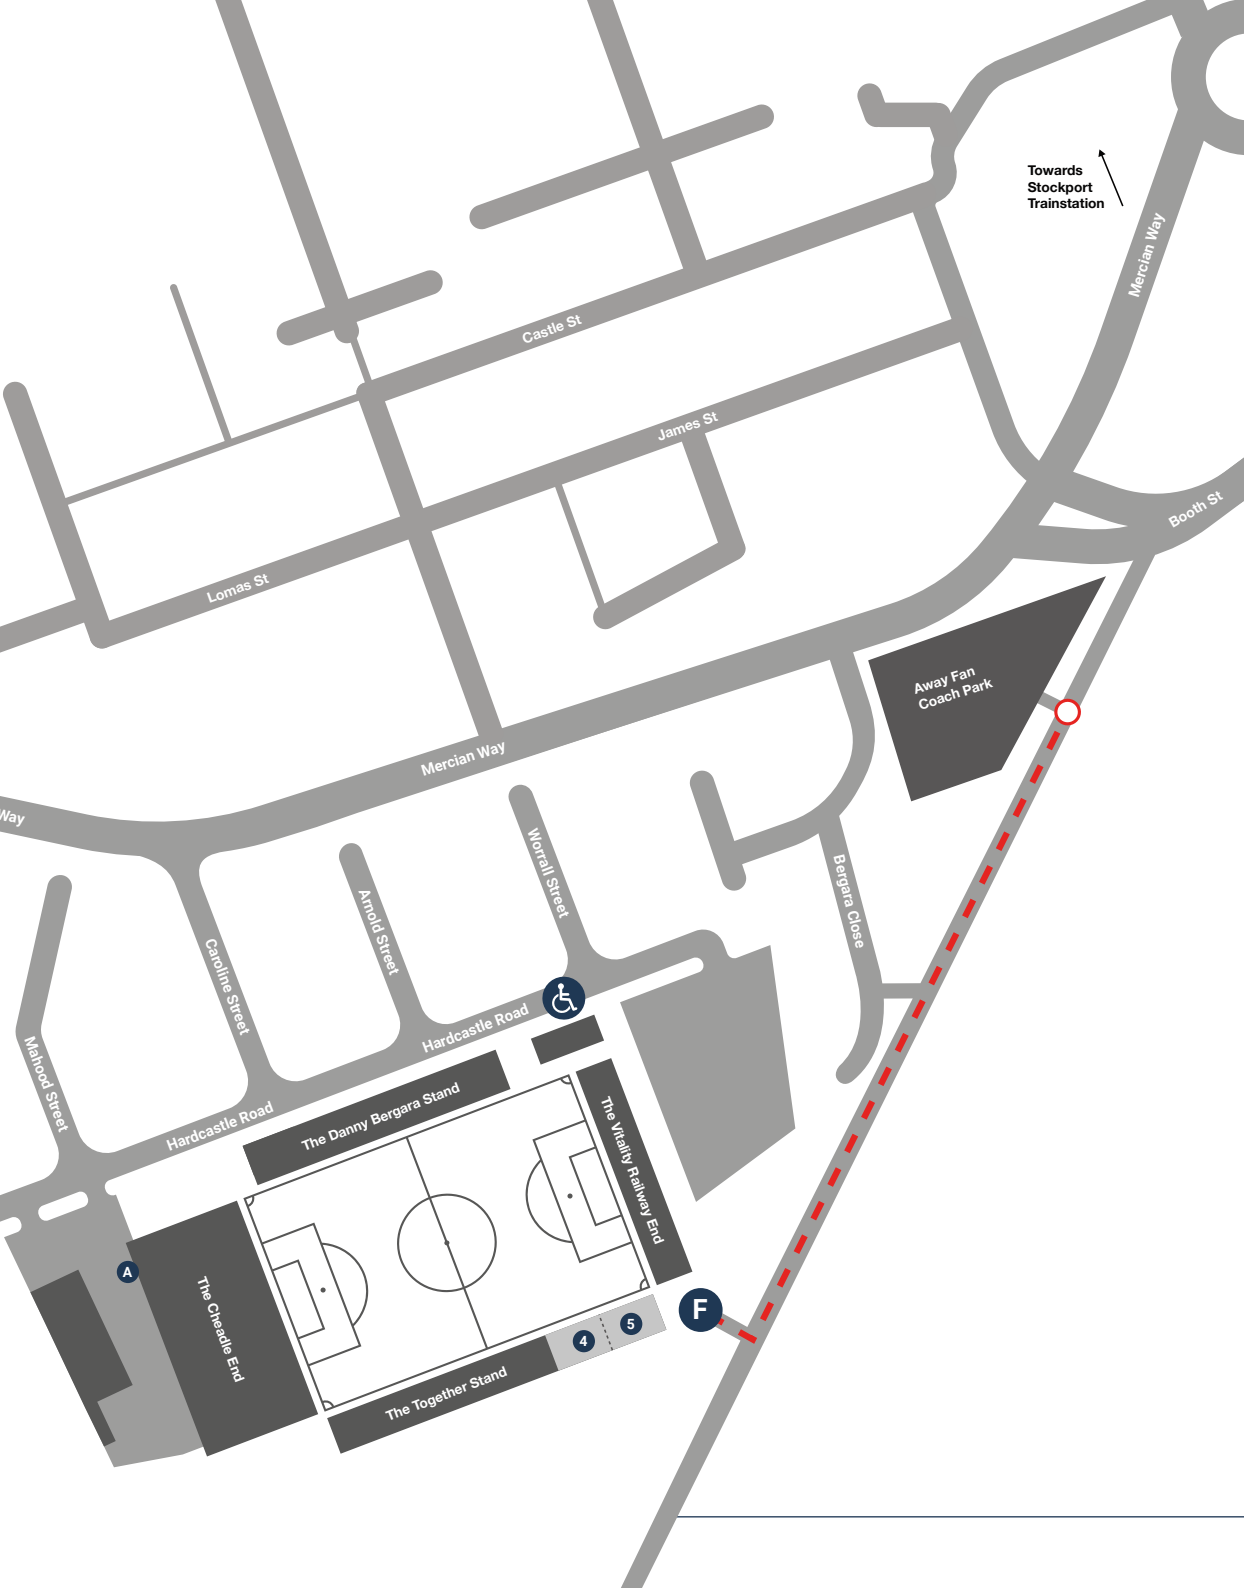 Towards
Stockport
Trainstation
Mercian Way
Castle St
James St
Booth St
Lomas St
Away Fan
Coach Park
Mercian Way
Way
Worrall Street
Bergara Close
Arnold Street
Caroline Street
Hardcastle Road
Mahood Street
Hardcastle Road
The Danny Bergara Stand
The Vitality Railway End
A
The Cheadle End
F
5
4
The Together Stand